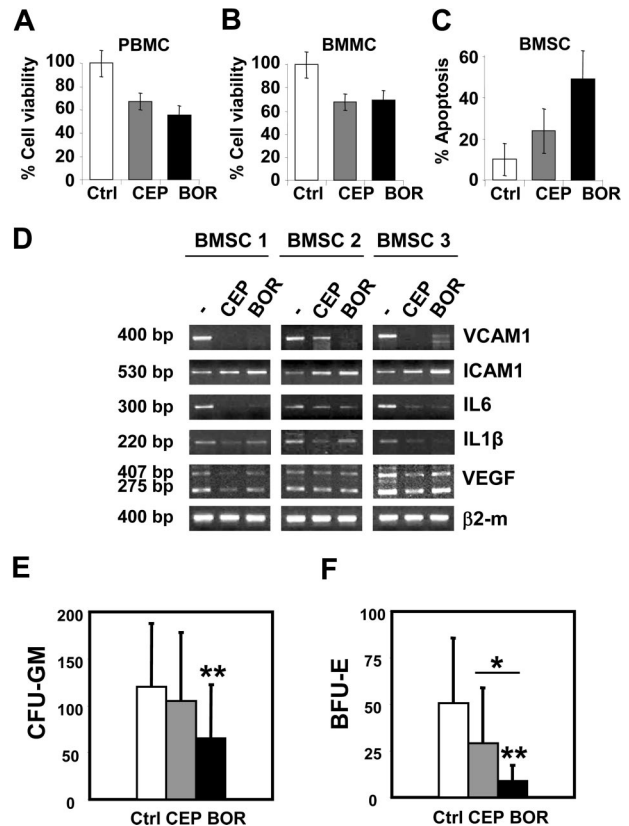 A
PBMC
% Cell viability
100
80
60
40
20
0
Ctrl CEP BOR
B
BMMC
% Cell viability
100
80
60
40
20
0
Ctrl CEP BOR
C
BMSC
% Apoptosis
60
40
20
0
Ctrl CEP BOR
D
BMSC 1 BMSC 2 BMSC 3
- CEP BOR - CEP BOR - CEP BOR
400 bp VCAM1
530 bp ICAM1
300 bp IL6
220 bp IL1β
407 bp VEGF
275 bp
400 bp β2-m
E
CFU-GM
200
150
100
50
0
**
Ctrl CEP BOR
F
BFU-E
100
75
50
25
0
*
**
Ctrl CEP BOR